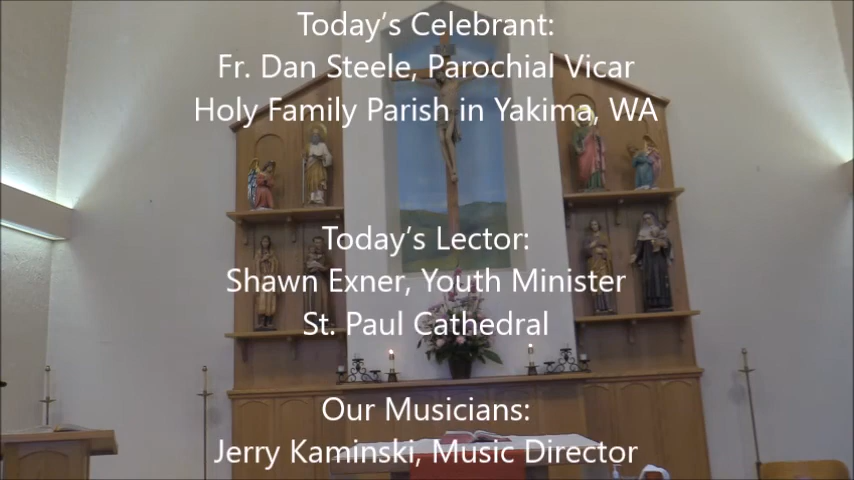 Today’s Celebrant:
Fr. Dan Steele, Parochial Vicar
Holy Family Parish in Yakima, WA
Today’s Lector:
Shawn Exner, Youth Minister
St. Paul Cathedral
Our Musicians:
Jerry Kaminski, Music Director